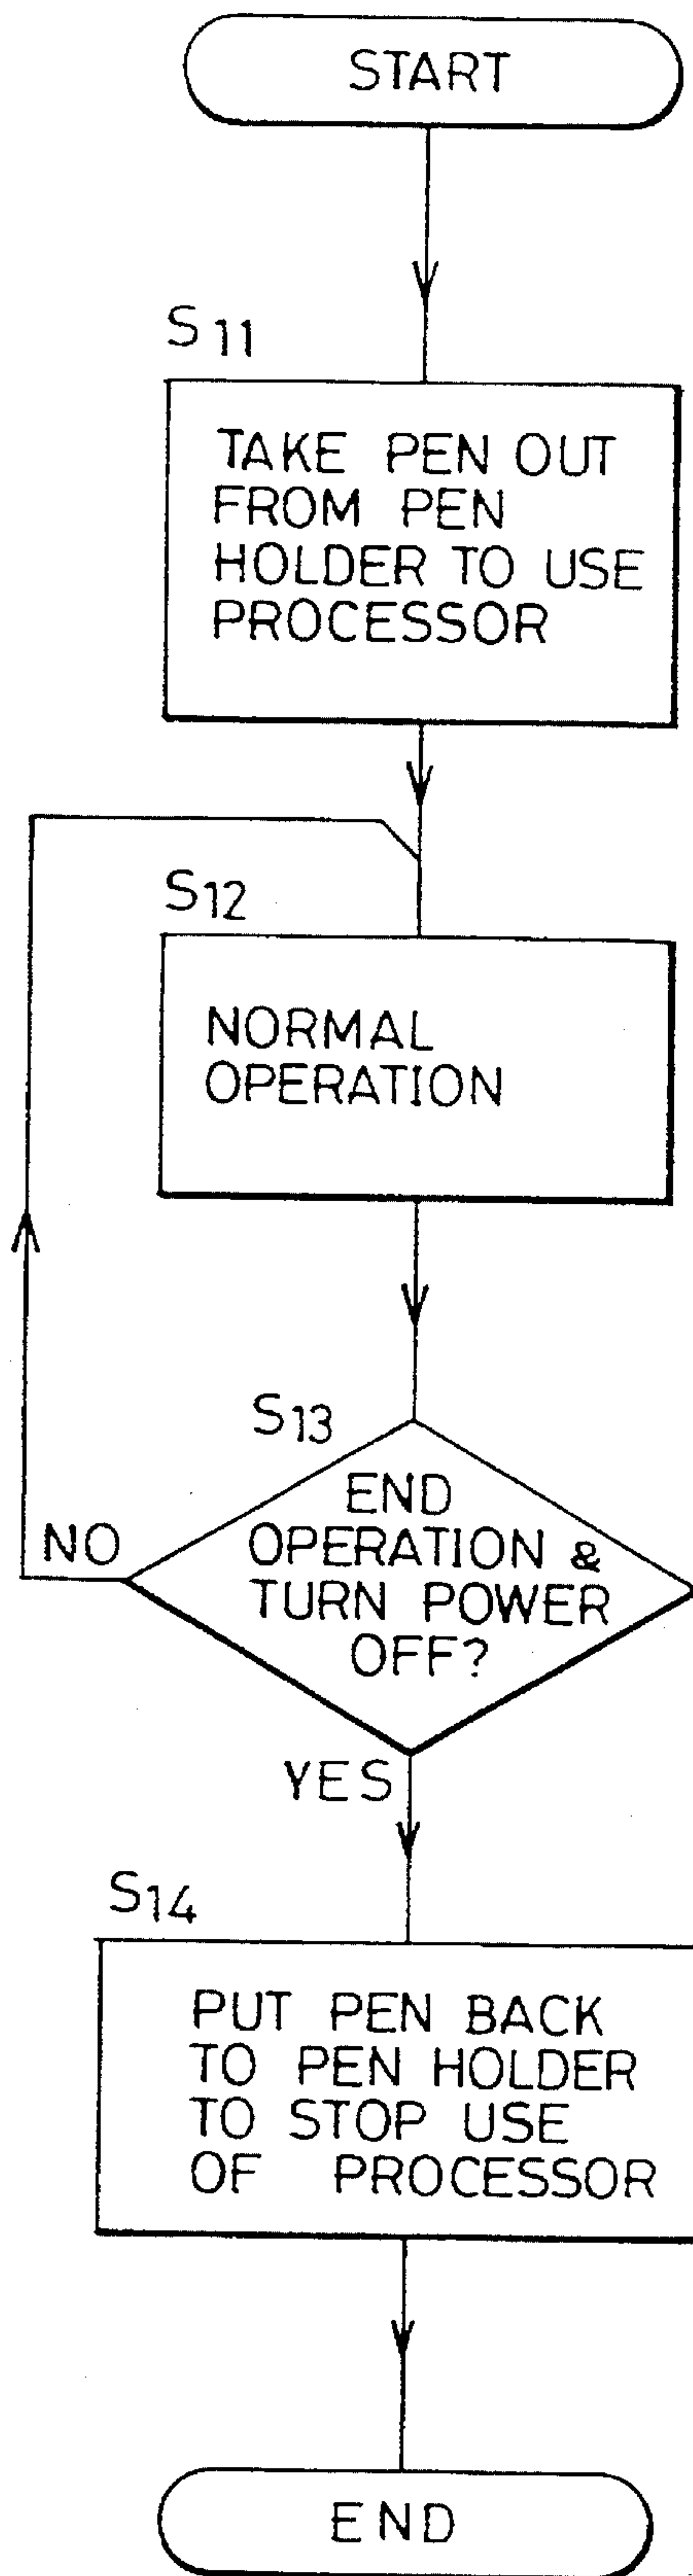 START
S11
TAKE PEN OUT
FROM PEN
HOLDER TO USE
PROCESSOR
S12
NORMAL
OPERATION
S13
END
OPERATION &
TURN POWER
OFF?
NO
YES
S14
PUT PEN BACK
TO PEN HOLDER
TO STOP USE
OF PROCESSOR
END